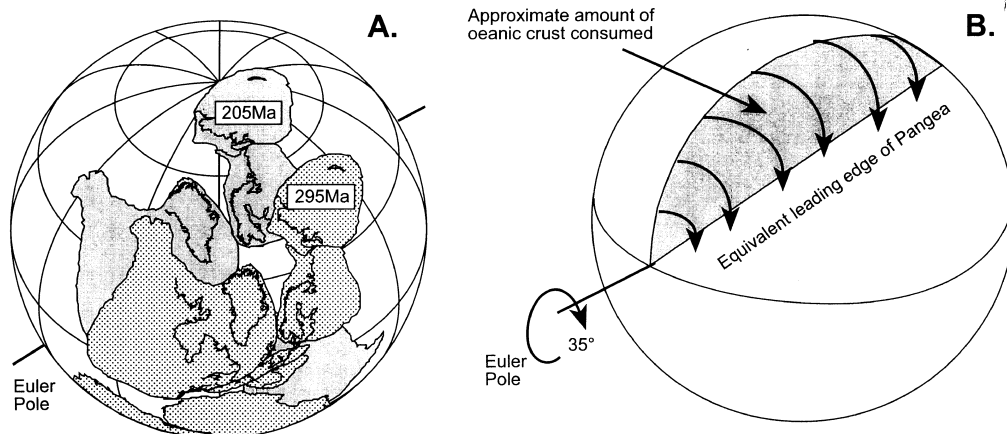 A.
205Ma
295Ma
Euler
Pole
Approximate amount of
oeanic crust consumed
B.
Equivalent leading edge of Pangea
35°
Euler
Pole